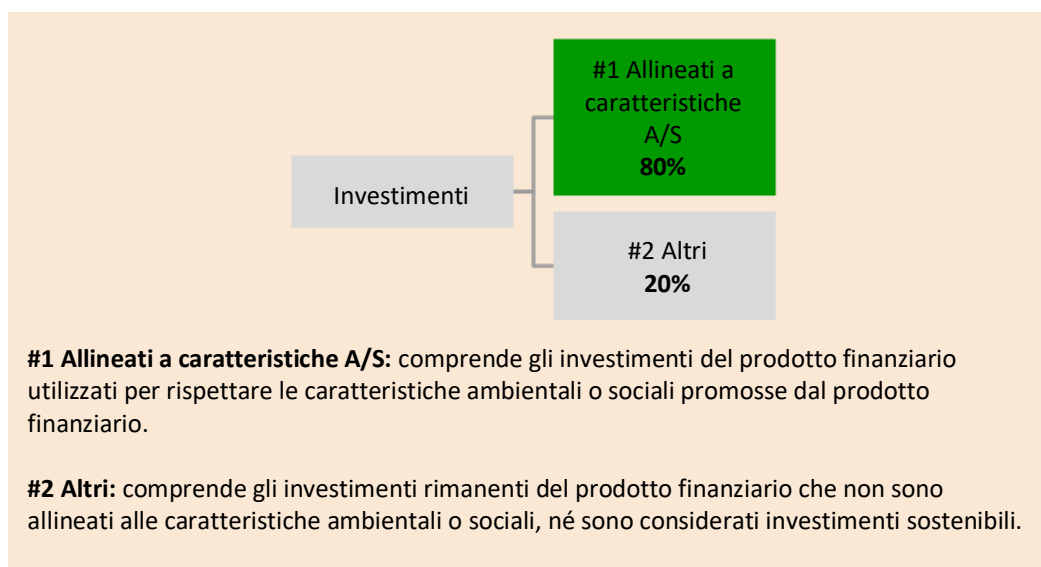 #1 Allineati a
caratteristiche
A/S
80%
Investimenti
#2 Altri
20%
#1 Allineati a caratteristiche A/S: comprende gli investimenti del prodotto finanziario
utilizzati per rispettare le caratteristiche ambientali o sociali promosse dal prodotto
finanziario.
#2 Altri: comprende gli investimenti rimanenti del prodotto finanziario che non sono
allineati alle caratteristiche ambientali o sociali, né sono considerati investimenti sostenibili.